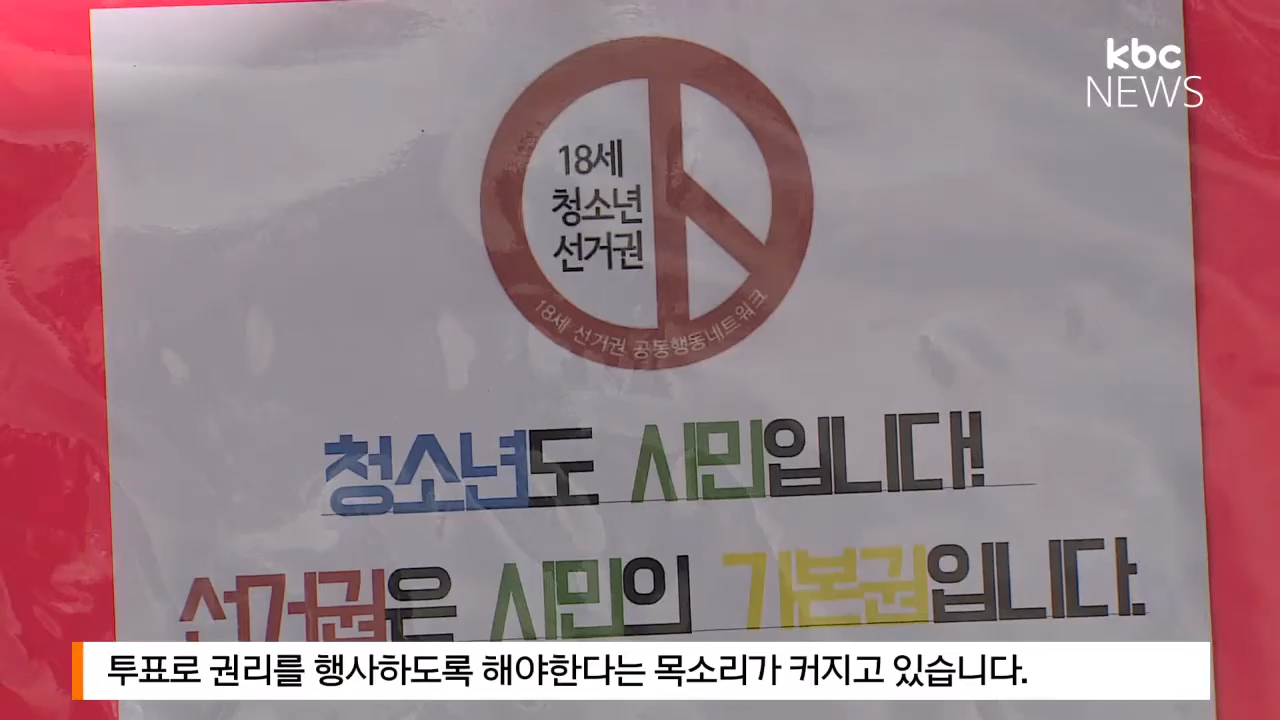 kbc
NEWS
18세
청소년
선거권
18세 선거권 공동행동네트워크
청소년도 시민입니다!
선거권은 시민의 기본권입니다.
투표로 권리를 행사하도록 해야한다는 목소리가 커지고 있습니다.